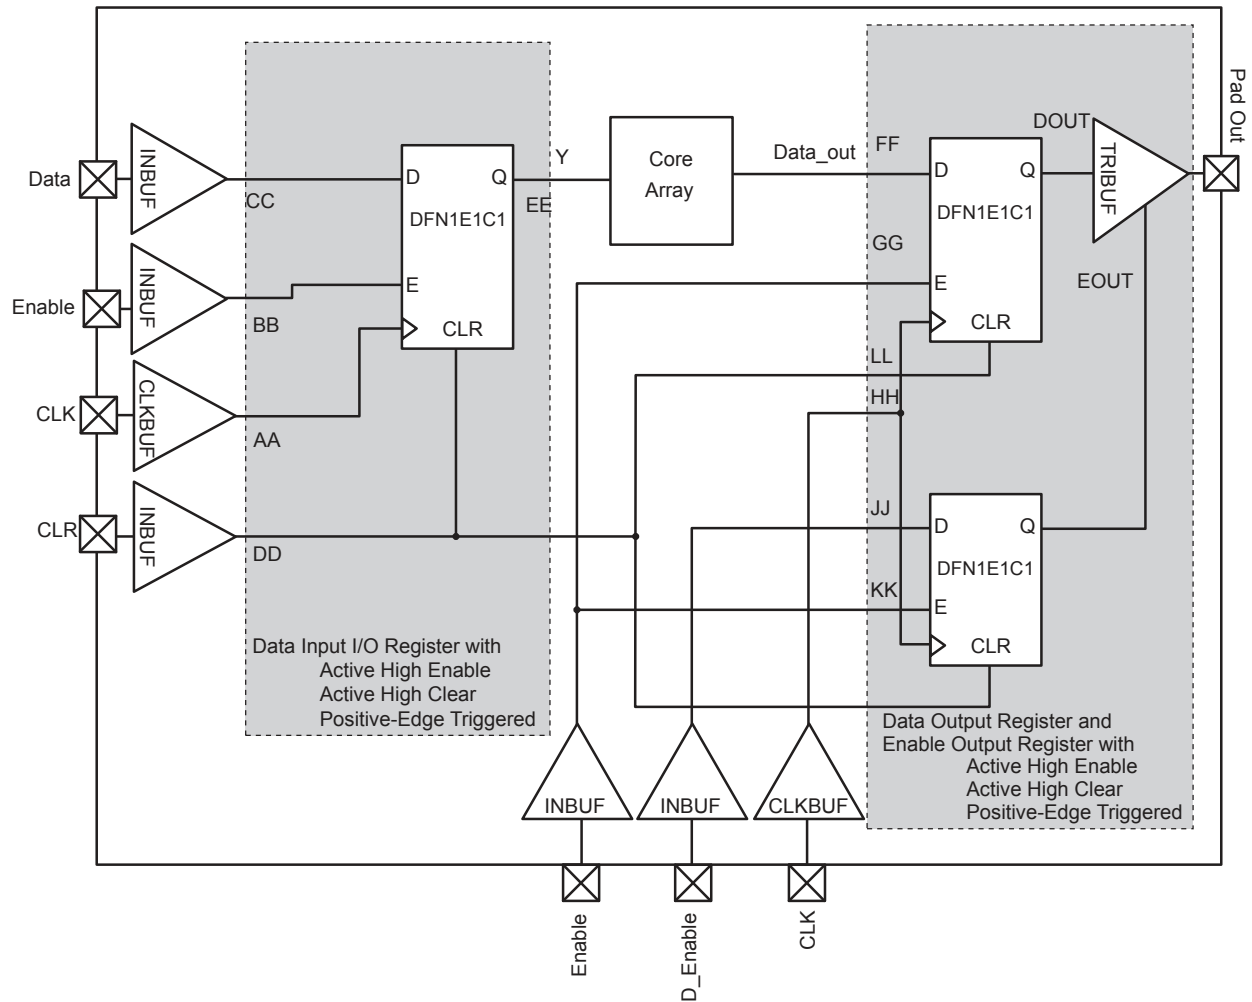 Pad Out
DOUT
FF
Y
Core
Array
Data_out
INBUF
Data
CC
D
Q
EE
DFN1E1C1
D
Q
DFN1E1C1
TRIBUF
GG
EOUT
INBUF
Enable
BB
E
CLR
E
CLR
LL
HH
CLKBUF
CLK
AA
INBUF
CLR
DD
JJ
D
Q
DFN1E1C1
KK
E
CLR
Data Input I/O Register with
Active High Enable
Active High Clear
Positive-Edge Triggered
Data Output Register and
Enable Output Register with
Active High Enable
Active High Clear
Positive-Edge Triggered
INBUF
INBUF
CLKBUF
Enable
D_Enable
CLK